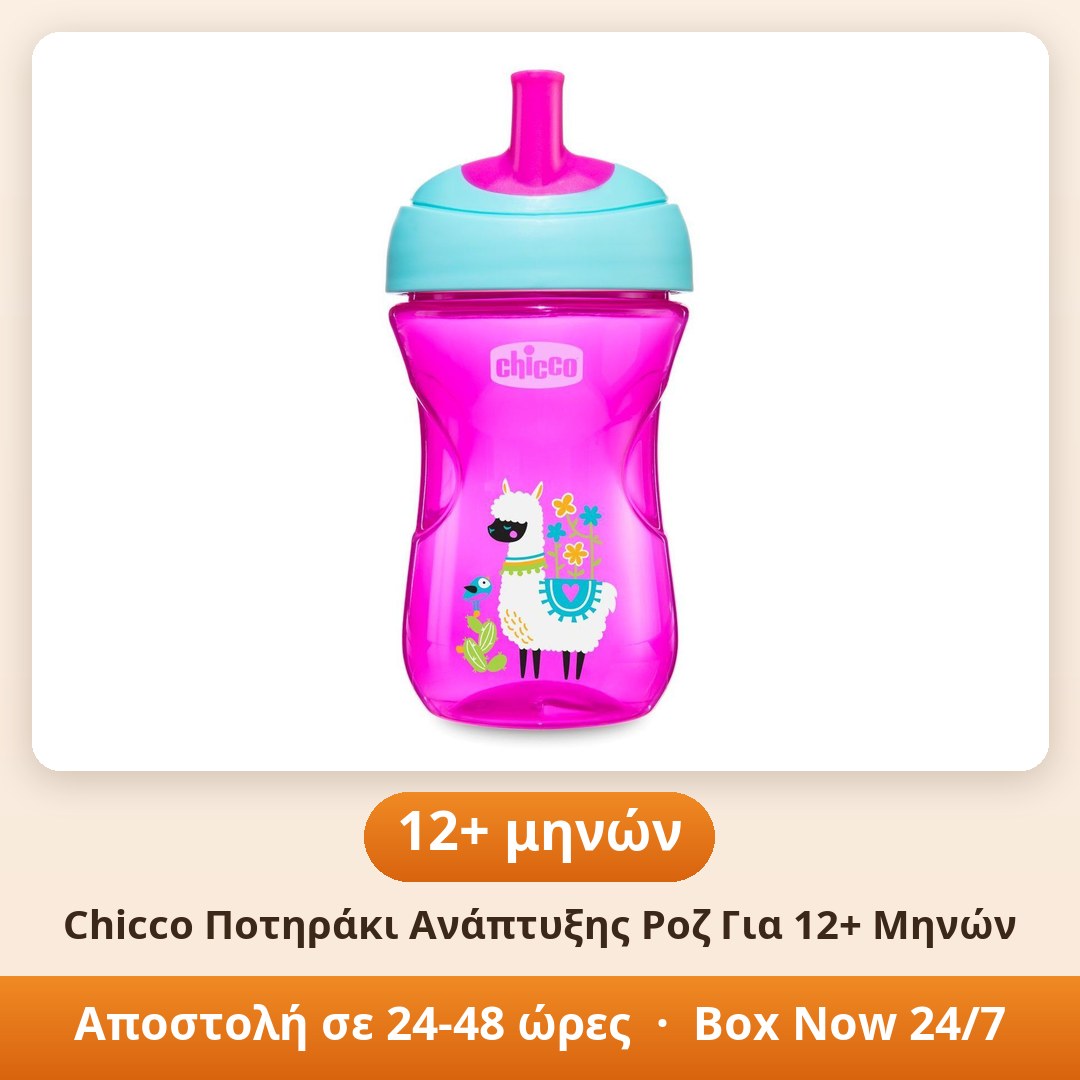 chicco
12+ μηνών
Chicco Ποτηράκι Ανάπτυξης Ροζ Για 12+ Μηνών
Αποστολή σε 24-48 ώρες · Box Now 24/7